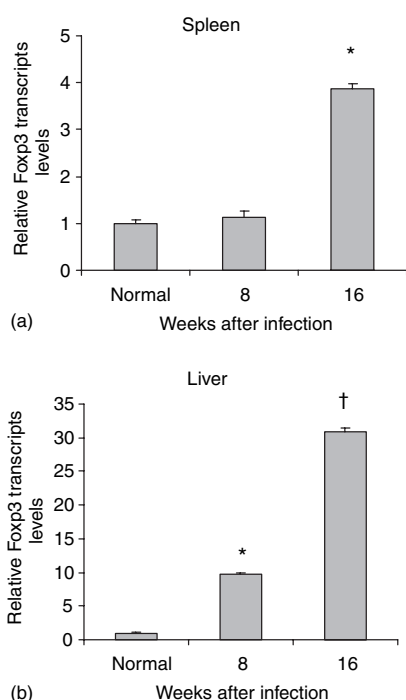 Spleen
Relative Foxp3 transcripts
levels
5
4
3
2
1
0
*
Normal 8 16
(a) Weeks after infection
Liver
Relative Foxp3 transcripts
levels
35
30
25
20
15
10
5
0
*
†
Normal 8 16
(b) Weeks after infection